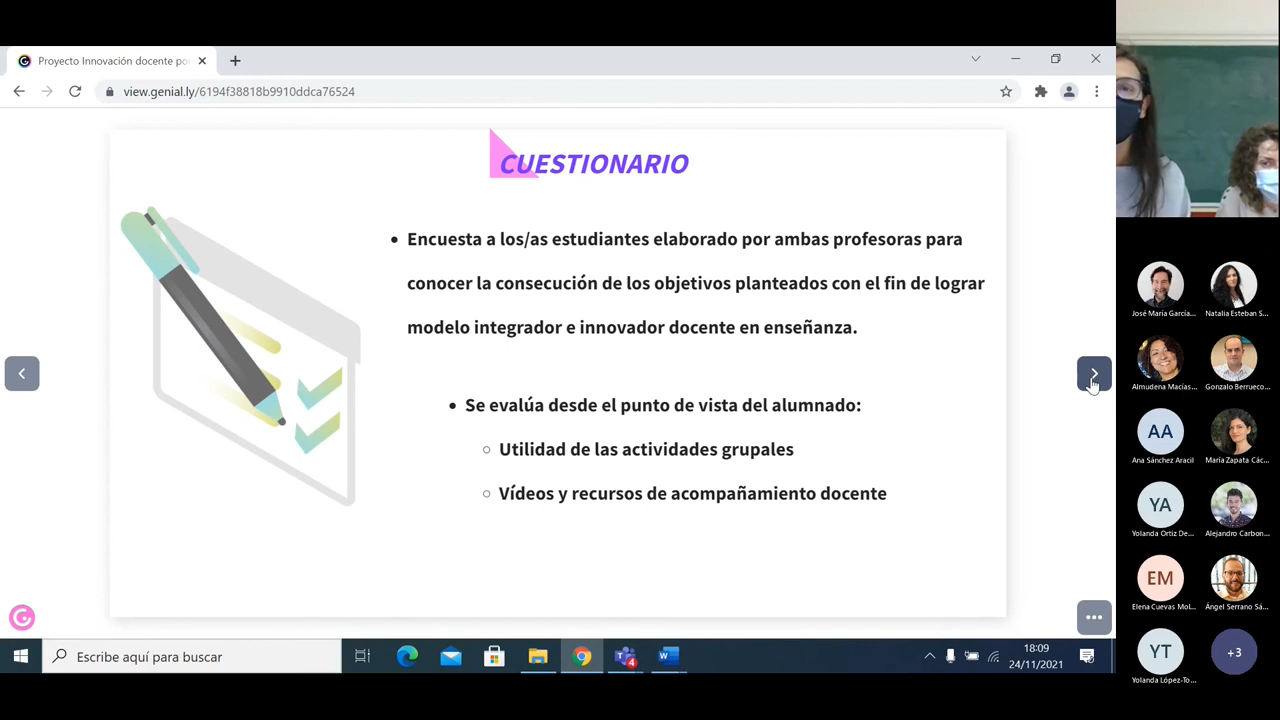 Proyecto Innovación docente po
view.genial.ly/6194f38818b9910ddca76524
CUESTIONARIO
Encuesta a los/as estudiantes elaborado por ambas profesoras para
conocer la consecución de los objetivos planteados con el fin de lograr
modelo integrador e innovador docente en enseñanza.
Se evalúa desde el punto de vista del alumnado:
Utilidad de las actividades grupales
Vídeos y recursos de acompañamiento docente
José María García...
Natalia Esteban S...
Almudena Macías...
Gonzalo Berrueco...
AA
Ana Sánchez Aracil
María Zapata Các...
YA
Yolanda Ortiz De...
Alejandro Carbon...
EM
Elena Cuevas Mol...
Ángel Serrano Sá...
YT
Yolanda López-To...
+3
Escribe aquí para buscar
4
18:09
24/11/2021